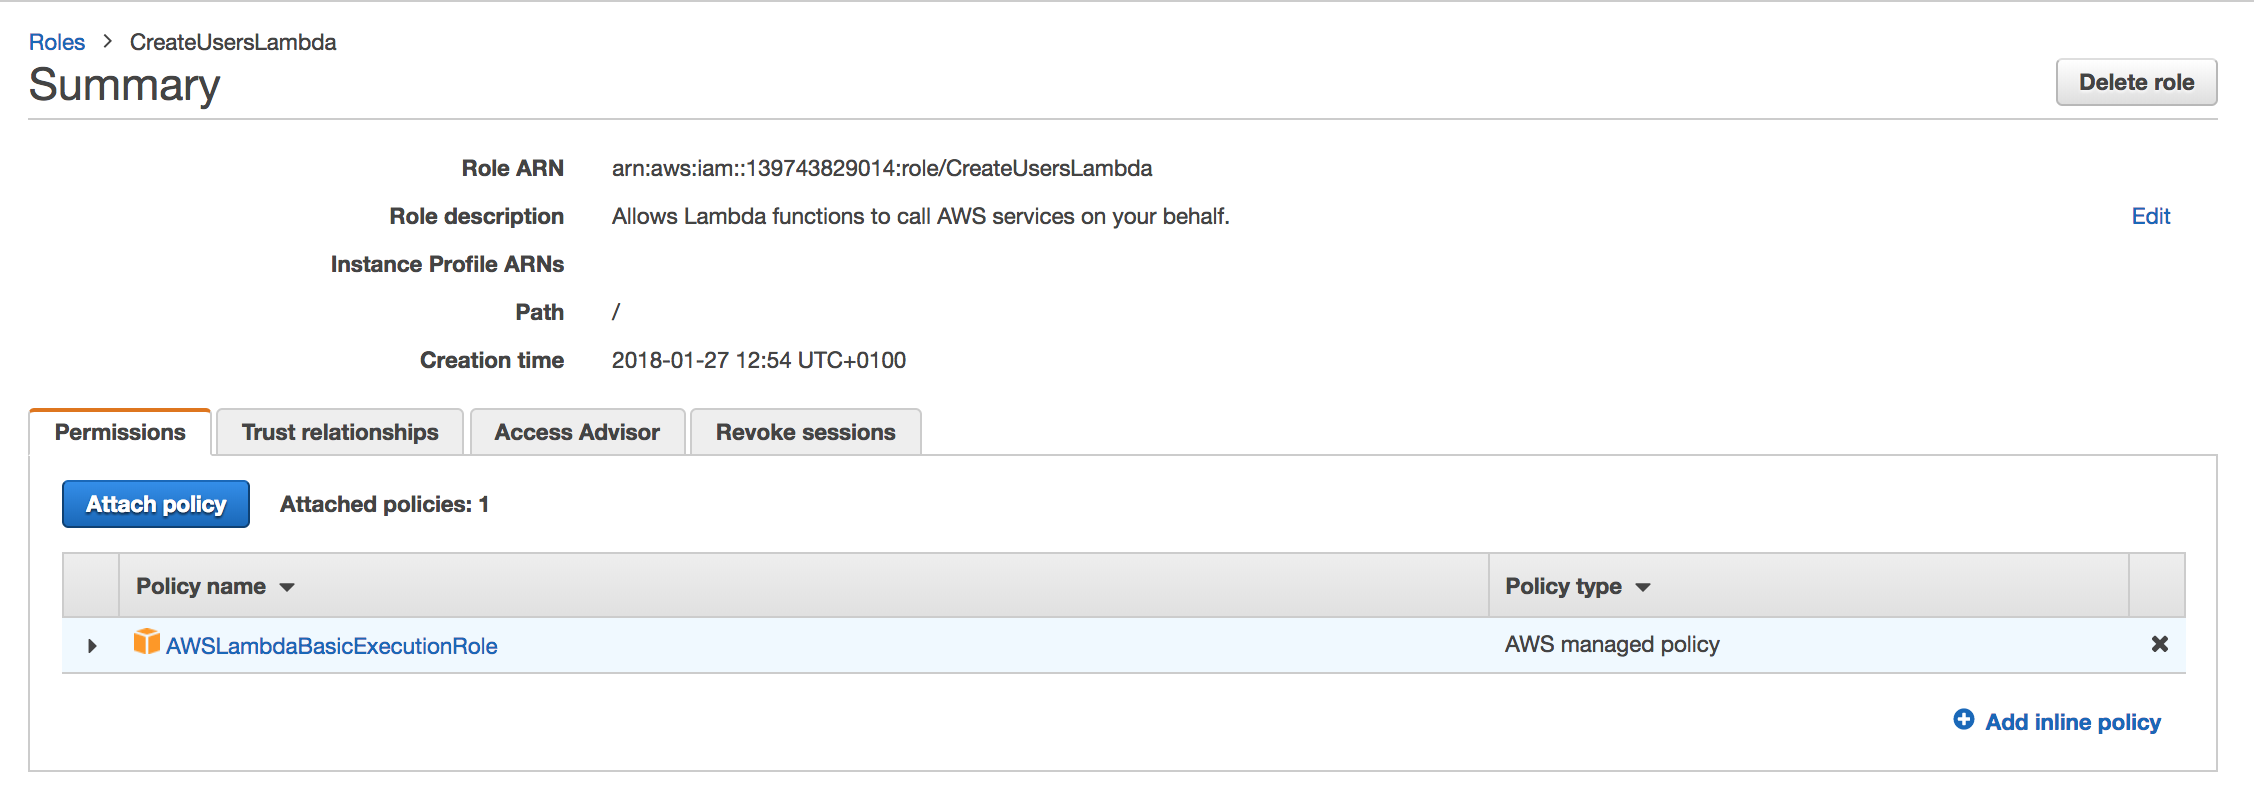 Roles > CreateUsersLambda
Summary
Delete role
Role ARN arn:aws:iam::139743829014:role/CreateUsersLambda
Role description Allows Lambda functions to call AWS services on your behalf. Edit
Instance Profile ARNs
Path /
Creation time 2018-01-27 12:54 UTC+0100
Permissions Trust relationships Access Advisor Revoke sessions
Attach policy Attached policies: 1
Policy name Policy type
AWSLambdaBasicExecutionRole AWS managed policy
Add inline policy